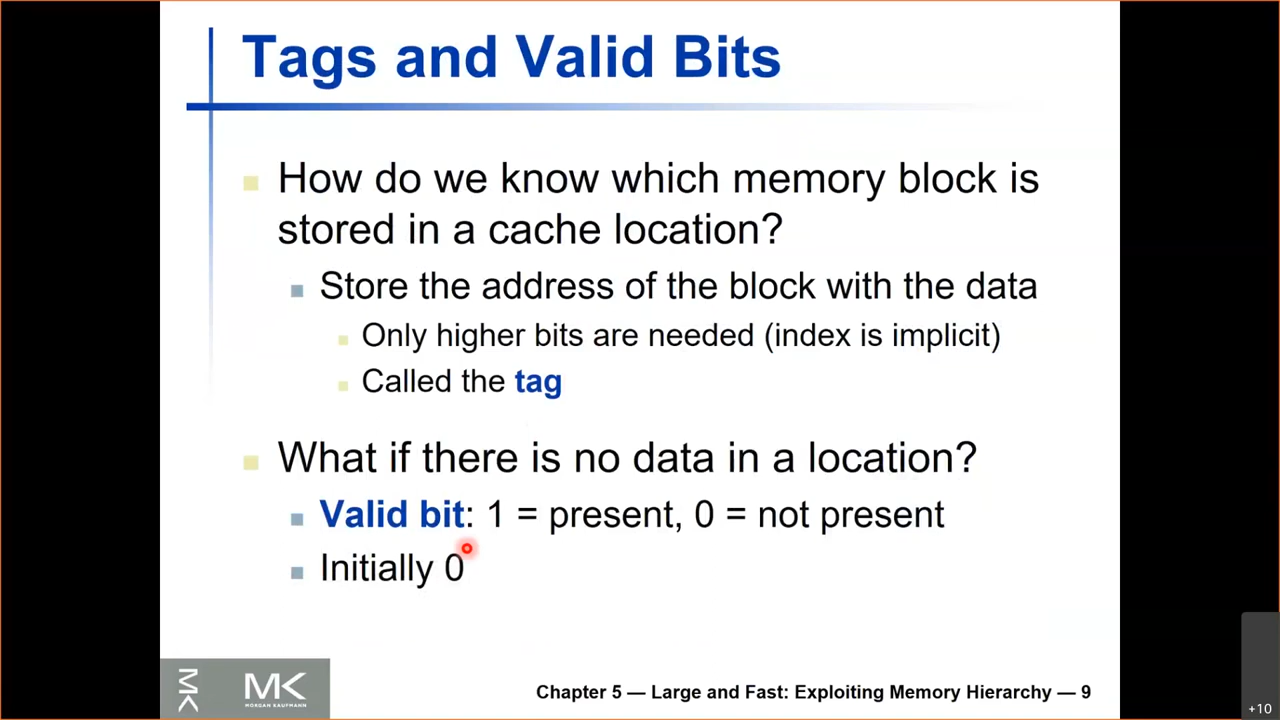 Tags and Valid Bits
How do we know which memory block is
stored in a cache location?
Store the address of the block with the data
Only higher bits are needed (index is implicit)
Called the tag
What if there is no data in a location?
Valid bit: 1 = present, 0 = not present
Initially 0
MK
MK
MORGAN KAUFMANN
Chapter 5 — Large and Fast: Exploiting Memory Hierarchy — 9
+10